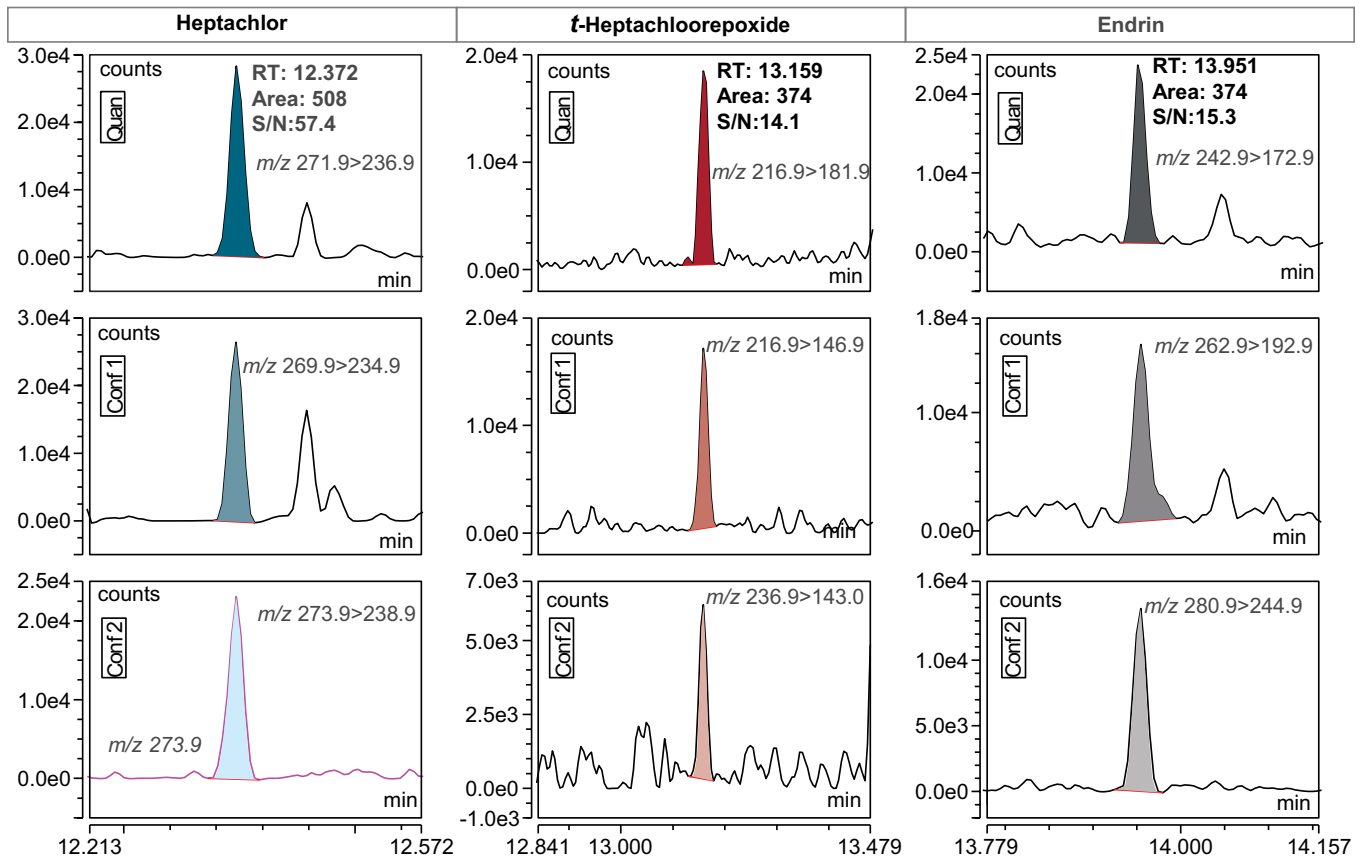 Heptachlor
t-Heptachloorepoxide
Endrin
3.0e4
2.0e4
1.0e4
0.0e0
counts
Quan
RT: 12.372
Area: 508
S/N:57.4
m/z 271.9>236.9
min
2.0e4
1.0e4
0.0e0
counts
Quan
RT: 13.159
Area: 374
S/N:14.1
m/z 216.9>181.9
min
2.5e4
2.0e4
1.0e4
0.0e0
counts
Quan
RT: 13.951
Area: 374
S/N:15.3
m/z 242.9>172.9
min
3.0e4
2.0e4
1.0e4
0.0e0
counts
Conf 1
m/z 269.9>234.9
min
2.0e4
1.0e4
0.0e0
counts
Conf 1
m/z 216.9>146.9
min
1.8e4
1.0e4
0.0e0
counts
Conf 1
m/z 262.9>192.9
min
2.5e4
2.0e4
1.0e4
0.0e0
counts
Conf 2
m/z 273.9>238.9
m/z 273.9
min
7.0e3
5.0e3
2.5e3
0.0e0
-1.0e3
counts
Conf 2
m/z 236.9>143.0
min
1.6e4
1.0e4
5.0e3
0.0e0
counts
Conf 2
m/z 280.9>244.9
min
12.213
12.572
12.841
13.000
13.479
13.779
14.000
14.157